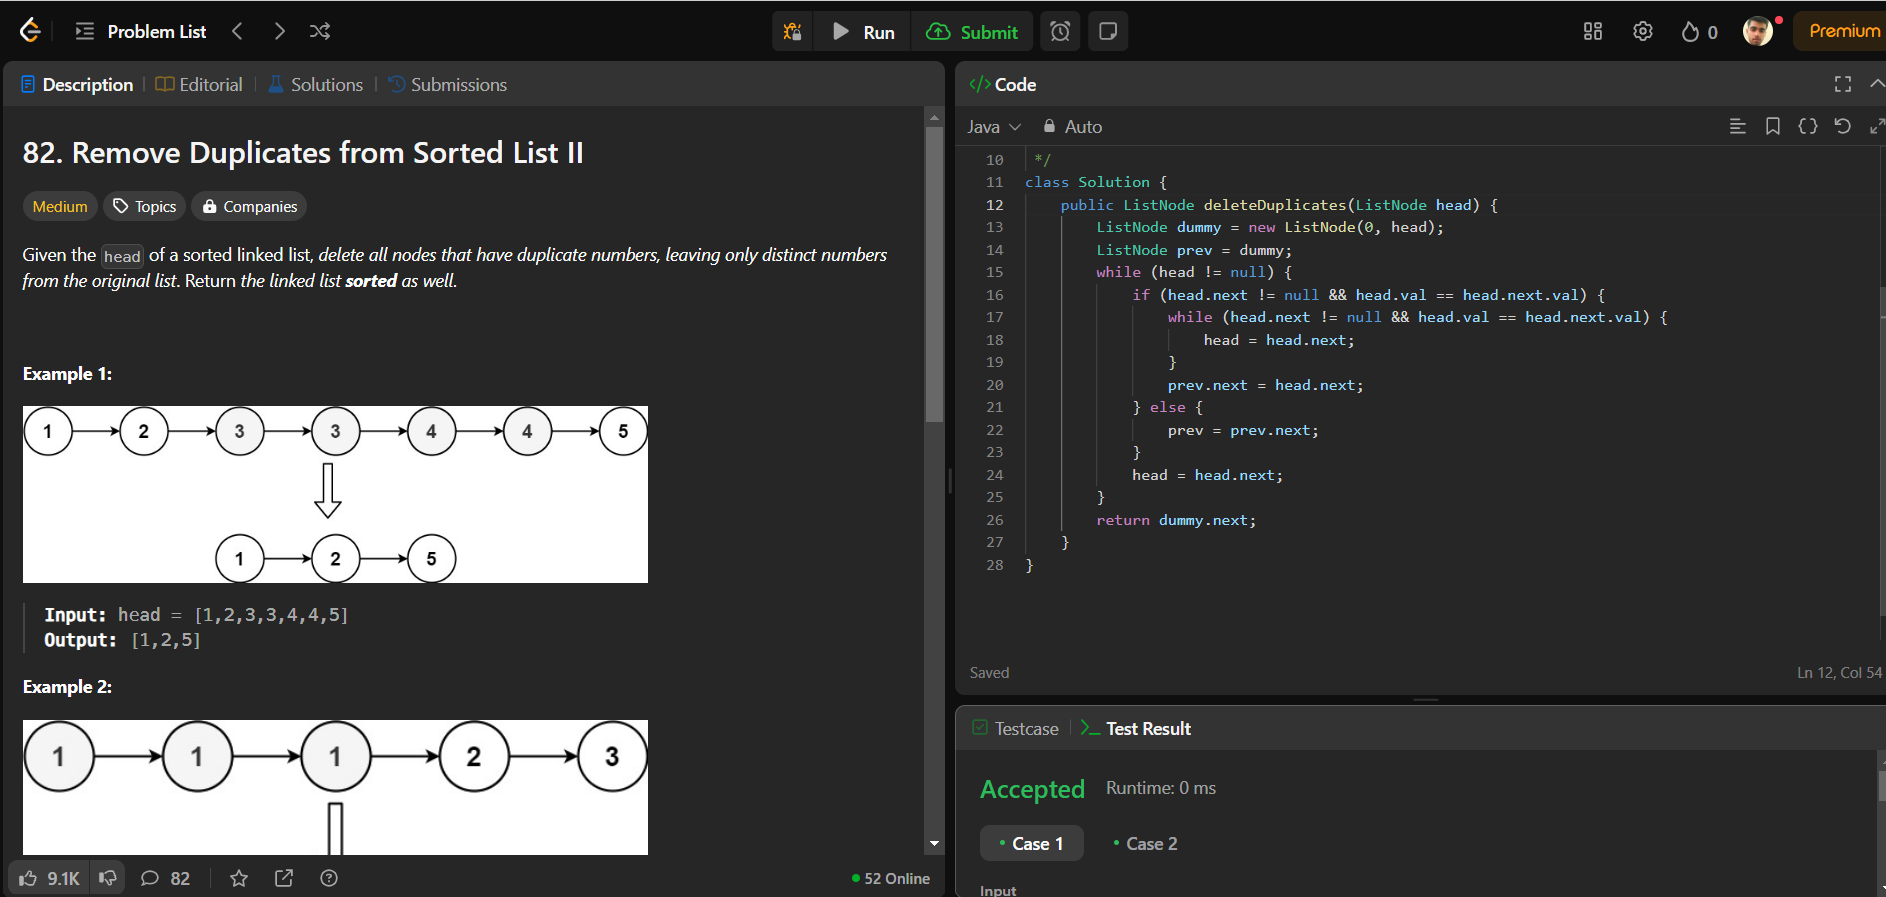 Problem List
Run
Submit
0
Premium
Description
Editorial
Solutions
Submissions
82. Remove Duplicates from Sorted List II
Medium
Topics
Companies
Given the head of a sorted linked list, delete all nodes that have duplicate numbers, leaving only distinct numbers
from the original list. Return the linked list sorted as well.
Example 1:
1 2 3 3 4 4 5
1 2 5
Input: head = [1,2,3,3,4,4,5]
Output: [1,2,5]
Example 2:
1 1 1 2 3
9.1K
82
52 Online
</> Code
Java
Auto
10 */
11 class Solution {
12 public ListNode deleteDuplicates(ListNode head) {
13 ListNode dummy = new ListNode(0, head);
14 ListNode prev = dummy;
15 while (head != null) {
16 if (head.next != null && head.val == head.next.val) {
17 while (head.next != null && head.val == head.next.val) {
18 head = head.next;
19 }
20 prev.next = head.next;
21 } else {
22 prev = prev.next;
23 }
24 head = head.next;
25 }
26 return dummy.next;
27 }
28 }
Saved
Ln 12, Col 54
Testcase
Test Result
Accepted
Runtime: 0 ms
Case 1
Case 2
Input